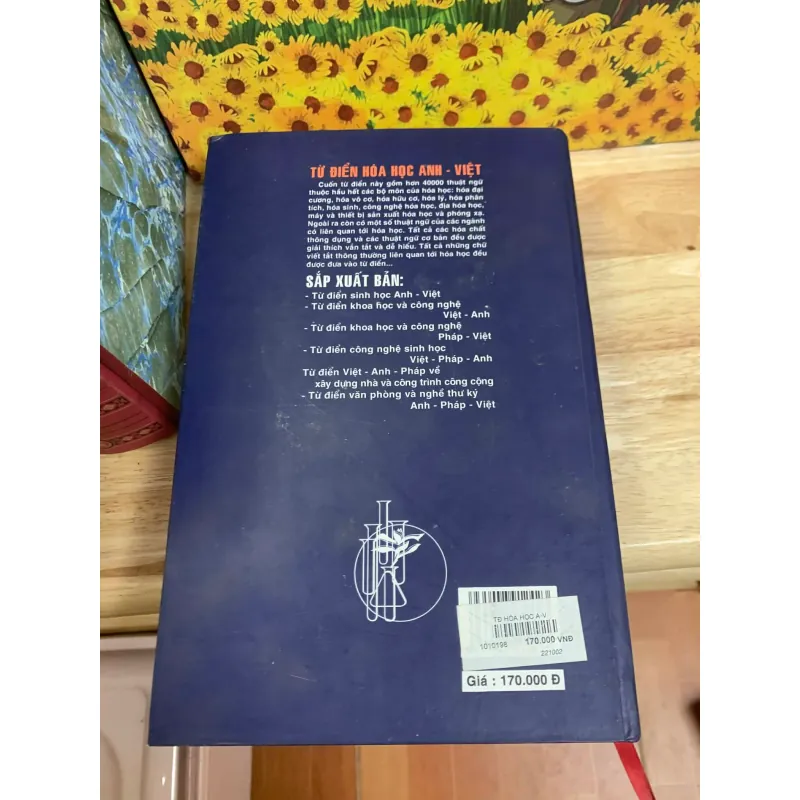 TỪ ĐIỂN HÓA HỌC ANH - VIỆT
Cuốn từ điển này gồm hơn 40000 thuật ngữ
thuộc hầu hết các bộ môn của hóa học: hóa đại
cương, hóa vô cơ, hóa hữu cơ, hóa lý, hóa phân
tích, hóa sinh, công nghệ hóa học, địa hóa học,
máy và thiết bị sản xuất hóa học và phóng xạ.
Ngoài ra còn có một số thuật ngữ của các ngành
có liên quan tới hóa học. Tất cả các hóa chất
thông dụng và các thuật ngữ cơ bản đều được
giải thích vắn tắt và dễ hiểu. Tất cả những chữ
viết tắt thông thường liên quan tới hóa học đều
được đưa vào từ điển...
SẮP XUẤT BẢN:
- Từ điển sinh học Anh - Việt
- Từ điển khoa học và công nghệ
Việt - Anh
- Từ điển khoa học và công nghệ
Pháp - Việt
- Từ điển công nghệ sinh học
Việt - Pháp - Anh
Từ điển Việt - Anh - Pháp về
xây dựng nhà và công trình công cộng
- Từ điển văn phòng và nghề thư ký
Anh - Pháp - Việt
TĐ HÓA HỌC A-V
1010196 170.000 VNĐ
221002
Giá : 170.000 Đ